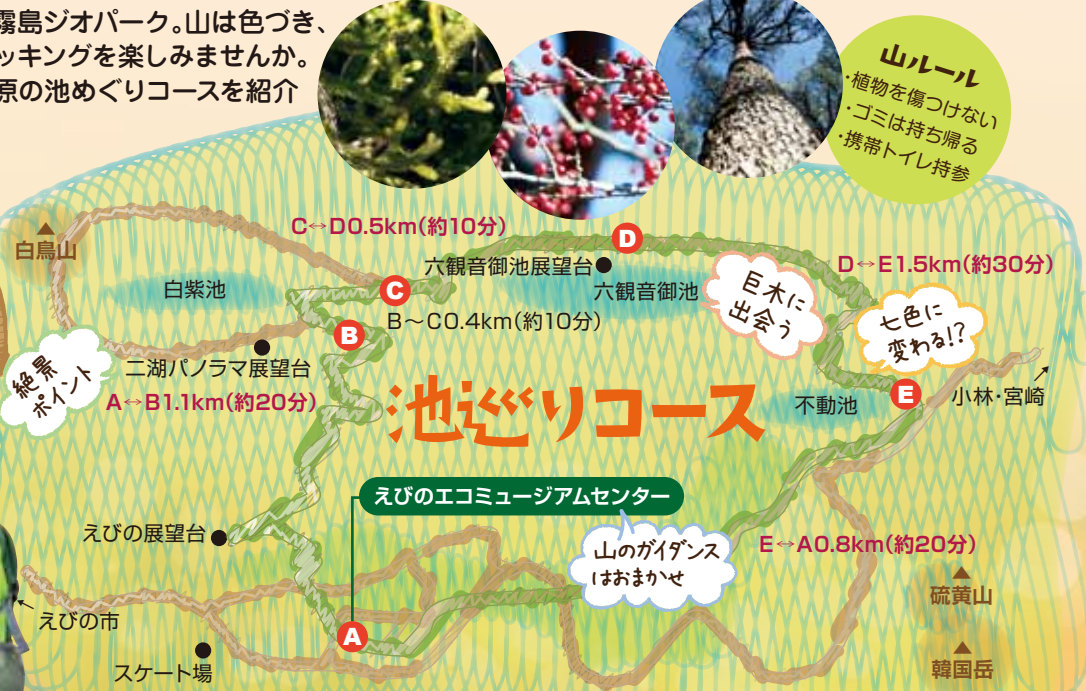 霧島ジオパーク。山は色づき、
ッキングを楽しみませんか。
原の池めぐりコースを紹介
山ルール
・植物を傷つけない
・ゴミは持ち帰る
・携帯トイレ持参
白鳥山
C↔D0.5km(約10分)
D
六観音御池展望台
D↔E1.5km(約30分)
白紫池
C
六観音御池
巨木に
出会う
B～C0.4km(約10分)
B
七色に
変わる!?
二湖パノラマ展望台
絶景
ポイント
A↔B1.1km(約20分)
池巡りコース
不動池
E
小林・宮崎
えびのエコミュージアムセンター
えびの展望台
山のガイダンス
はおまかせ
E↔A0.8km(約20分)
硫黄山
えびの市
A
スケート場
韓国岳